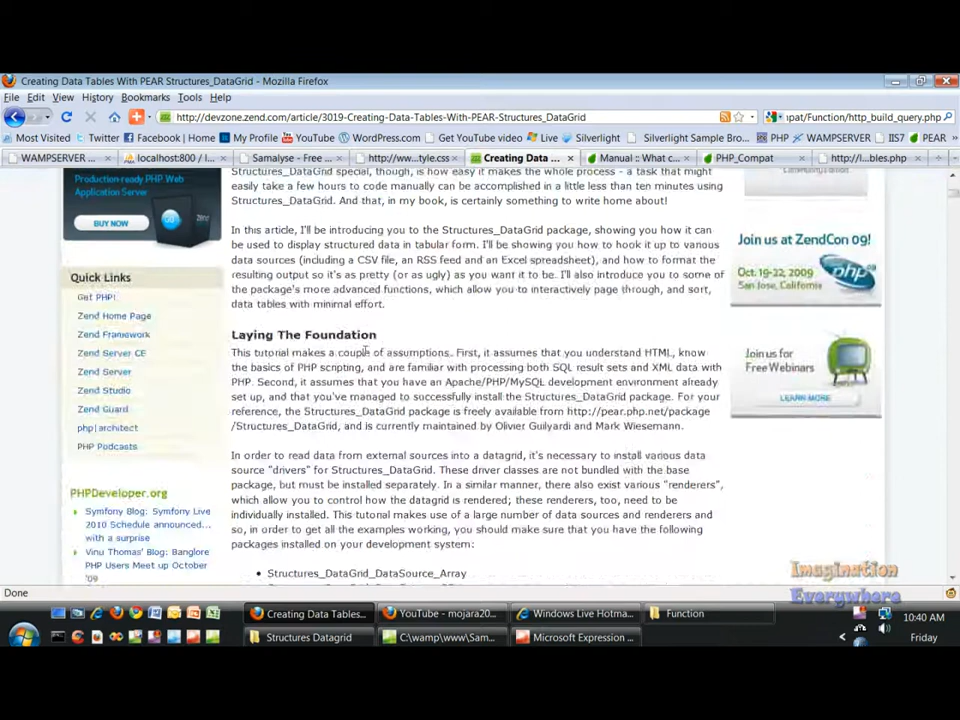 Creating Data Tables With PEAR Structures_DataGrid - Mozilla Firefox
File Edit View History Bookmarks Tools Help
http://devzone.zend.com/article/3019-Creating-Data-Tables-With-PEAR-Structures_DataGrid
:pat/Function/http_build_query.php
Most Visited Twitter Facebook | Home My Profile YouTube WordPress.com Get YouTube video Live Silverlight Silverlight Sample Bro... PHP WAMPSERVER IIS7 PEAR
WAMPSERVER ... localhost:800 / l... Samalyse - Free ... http://ww...tyle.css Creating Data ... Manual :: What c... PHP_Compat http://l...bles.php
Production-ready PHP Web
Application Server
BUY NOW
Quick Links
Get PHP!
Zend Home Page
Zend Framework
Zend Server CE
Zend Server
Zend Studio
Zend Guard
php|architect
PHP Podcasts
PHPDeveloper.org
Symfony Blog: Symfony Live
2010 Schedule announced...
with a surprise
Vinu Thomas' Blog: Banglore
PHP Users Meet up October
'09
Structures_DataGrid special, though, is how easy it makes the whole process - a task that might
easily take a few hours to code manually can be accomplished in a little less than ten minutes using
Structures_DataGrid. And that, in my book, is certainly something to write home about!
In this article, I'll be introducing you to the Structures_DataGrid package, showing you how it can
be used to display structured data in tabular form. I'll be showing you how to hook it up to various
data sources (including a CSV file, an RSS feed and an Excel spreadsheet), and how to format the
resulting output so it's as pretty (or as ugly) as you want it to be. I'll also introduce you to some of
the package's more advanced functions, which allow you to interactively page through, and sort,
data tables with minimal effort.
Laying The Foundation
This tutorial makes a couple of assumptions. First, it assumes that you understand HTML, know
the basics of PHP scripting, and are familiar with processing both SQL result sets and XML data with
PHP. Second, it assumes that you have an Apache/PHP/MySQL development environment already
set up, and that you've managed to successfully install the Structures_DataGrid package. For your
reference, the Structures_DataGrid package is freely available from http://pear.php.net/package
/Structures_DataGrid, and is currently maintained by Olivier Guilyardi and Mark Wiesemann.
In order to read data from external sources into a datagrid, it's necessary to install various data
source "drivers" for Structures_DataGrid. These driver classes are not bundled with the base
package, but must be installed separately. In a similar manner, there also exist various "renderers",
which allow you to control how the datagrid is rendered; these renderers, too, need to be
individually installed. This tutorial makes use of a large number of data sources and renderers and
so, in order to get all the examples working, you should make sure that you have the following
packages installed on your development system:
Structures_DataGrid_DataSource_Array
Join us at ZendCon 09!
Oct. 19-22, 2009
San Jose, California
php
Join us for
Free Webinars
LEARN MORE
Imagination
Everywhere
Done
Creating Data Tables... YouTube - mojara20... Windows Live Hotma... Function
Structures Datagrid C:\wamp\www\Sam... Microsoft Expression ...
10:40 AM
Friday